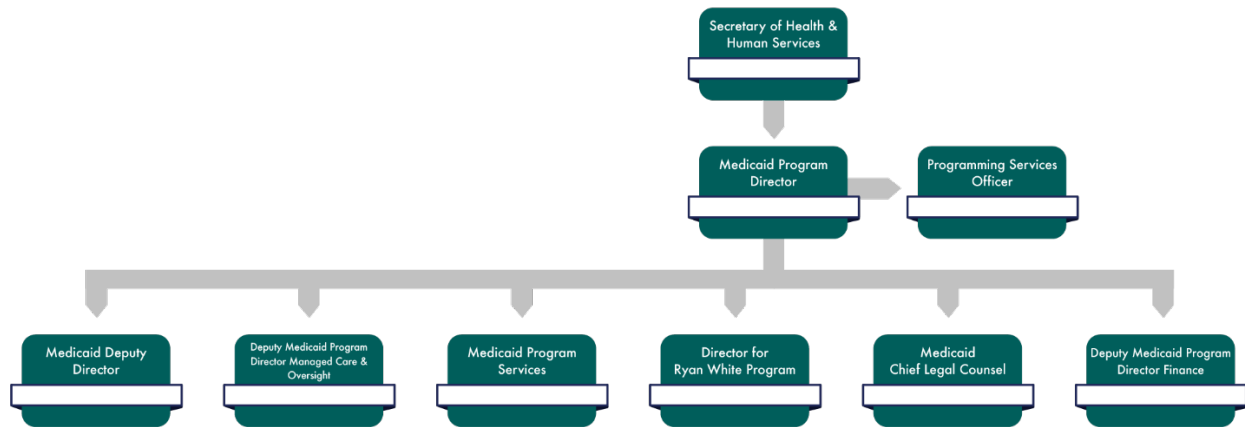 Secretary of Health &
Human Services
Medicaid Program
Director
Programming Services
Officer
Medicaid Deputy
Director
Deputy Medicaid Program
Director Managed Care &
Oversight
Medicaid Program
Services
Director for
Ryan White Program
Medicaid
Chief Legal Counsel
Deputy Medicaid Program
Director Finance